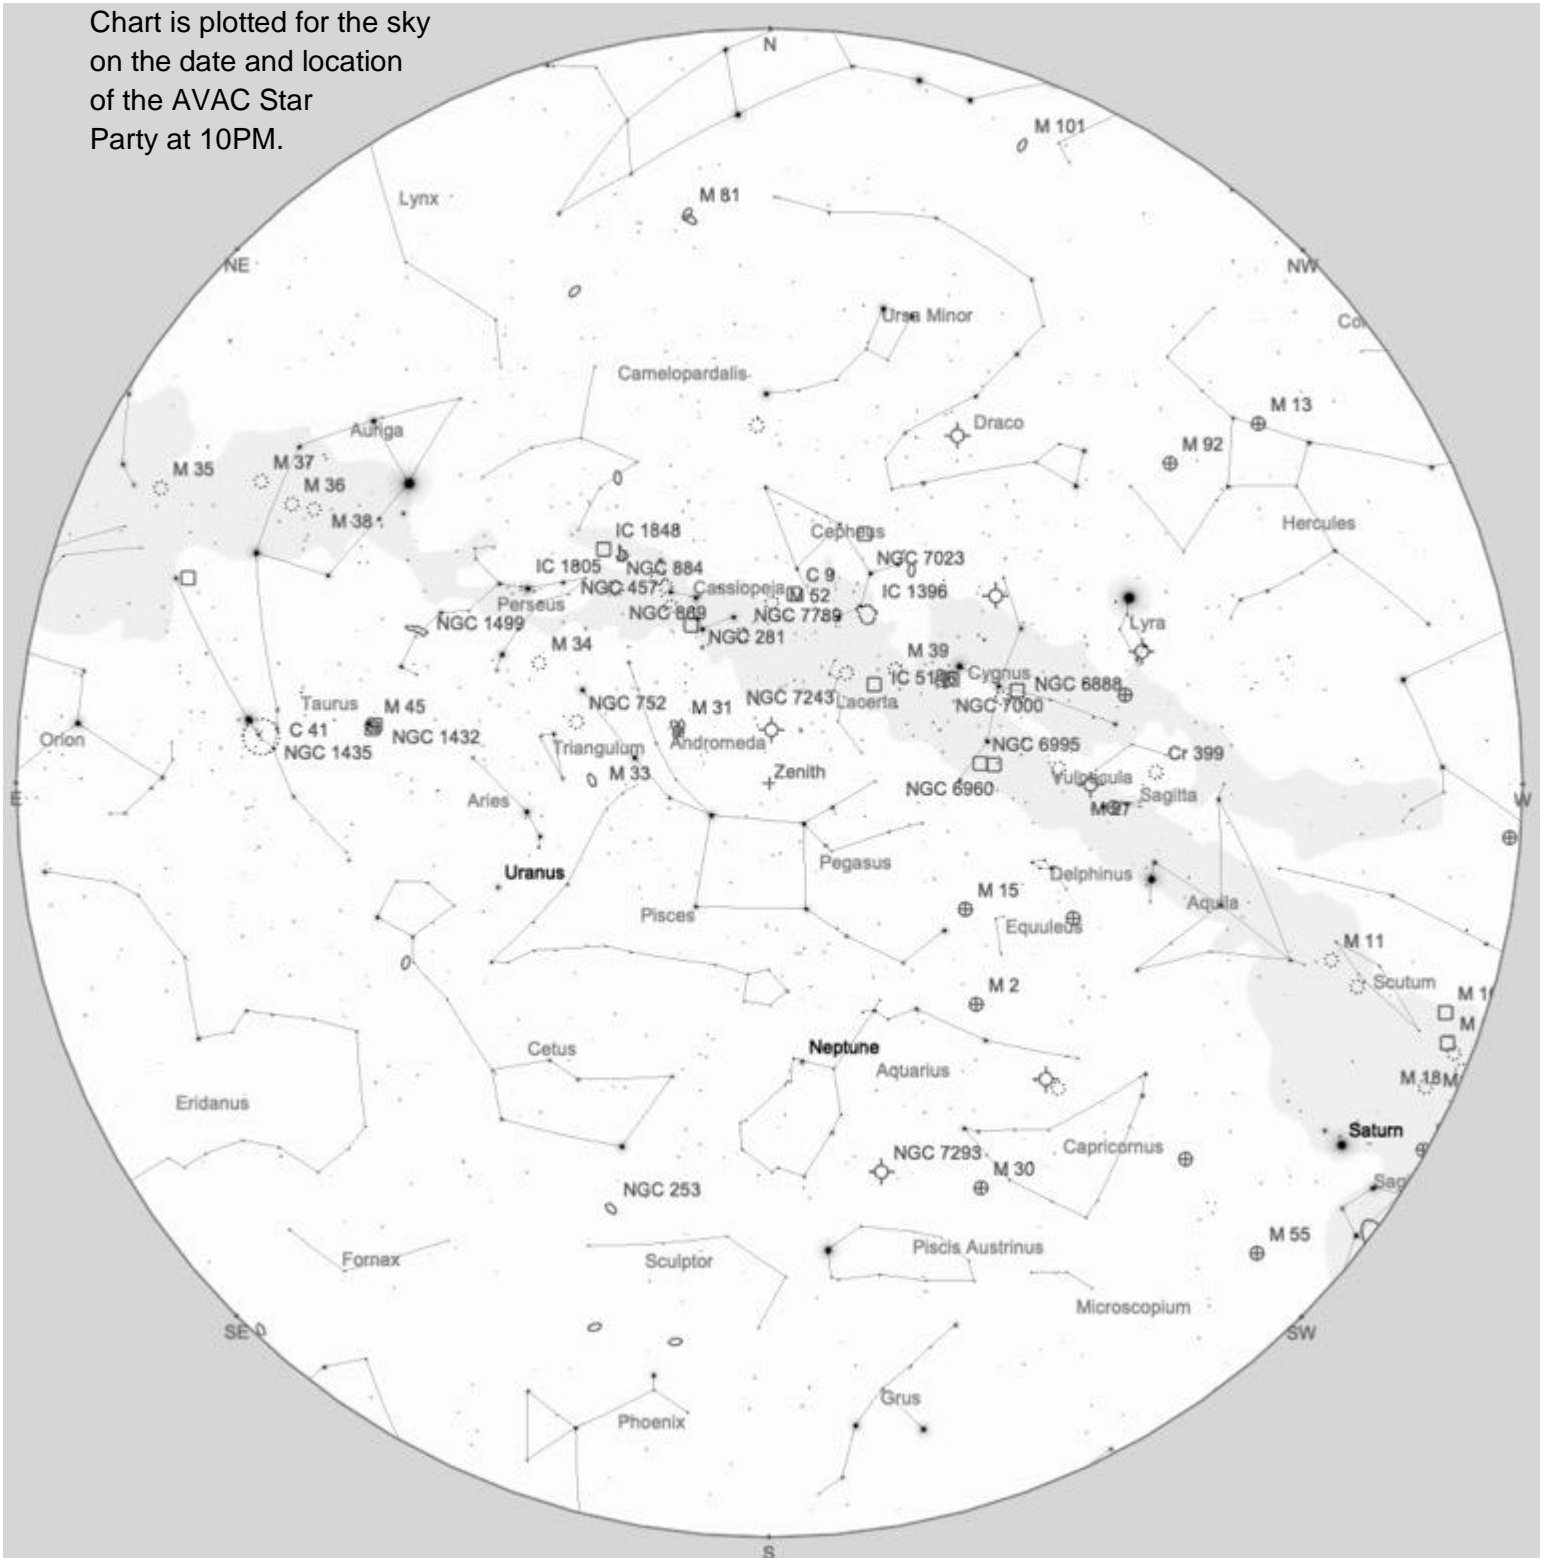 Chart is plotted for the sky
on the date and location
of the AVAC Star
Party at 10PM.
N
M 101
Lynx
M 81
NE
NW
Ursa Minor
Camelopardalis
M 13
Draco
Auriga
M 92
M 35
M 37
M 36
M 38
Hercules
IC 1848
Cepheus
NGC 7023
IC 1805
NGC 884
C 9
NGC 457
Cassiopeia
M 52
IC 1396
Perseus
NGC 869
NGC 7789
NGC 1499
NGC 281
Lyra
M 34
M 39
Cygnus
IC 5146
NGC 6888
Taurus
M 45
NGC 752
M 31
NGC 7243
Lacerta
NGC 7000
C 41
NGC 1432
Orion
NGC 1435
Triangulum
Andromeda
NGC 6995
Cr 399
M 33
Zenith
Vulpecula
NGC 6960
Sagitta
E
Aries
M 27
W
Uranus
Pegasus
Delphinus
Pisces
M 15
Aquila
Equuleus
M 11
Scutum
M 2
M
Neptune
Cetus
Aquarius
Eridanus
M 18
M
Saturn
NGC 7293
Capricornus
M 30
Sag
NGC 253
M 55
Fornax
Sculptor
Piscis Austrinus
Microscopium
SE
SW
Grus
Phoenix
S